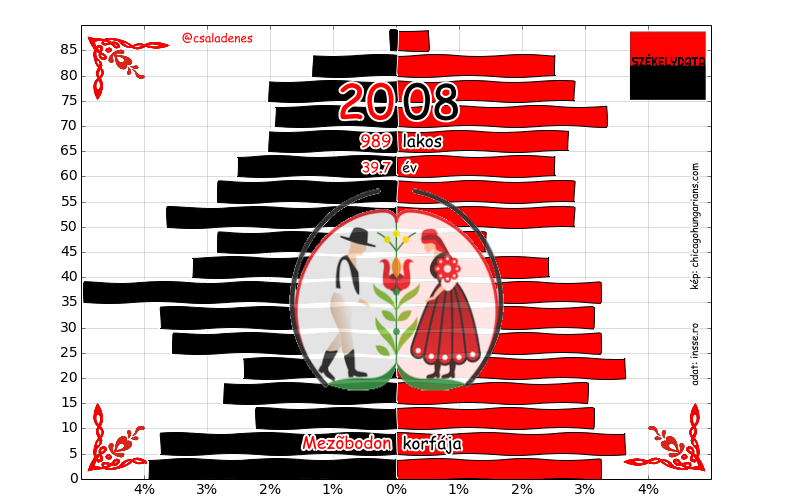 @csaladenes
SZÉKELYDATA
2008
989 lakos
39.7 év
85
80
75
70
65
60
55
50
45
40
35
30
25
20
15
10
5
0
kép: chicagohungarians.com
adat: insse.ro
Mezõbodon korfája
4% 3% 2% 1% 0% 1% 2% 3% 4%